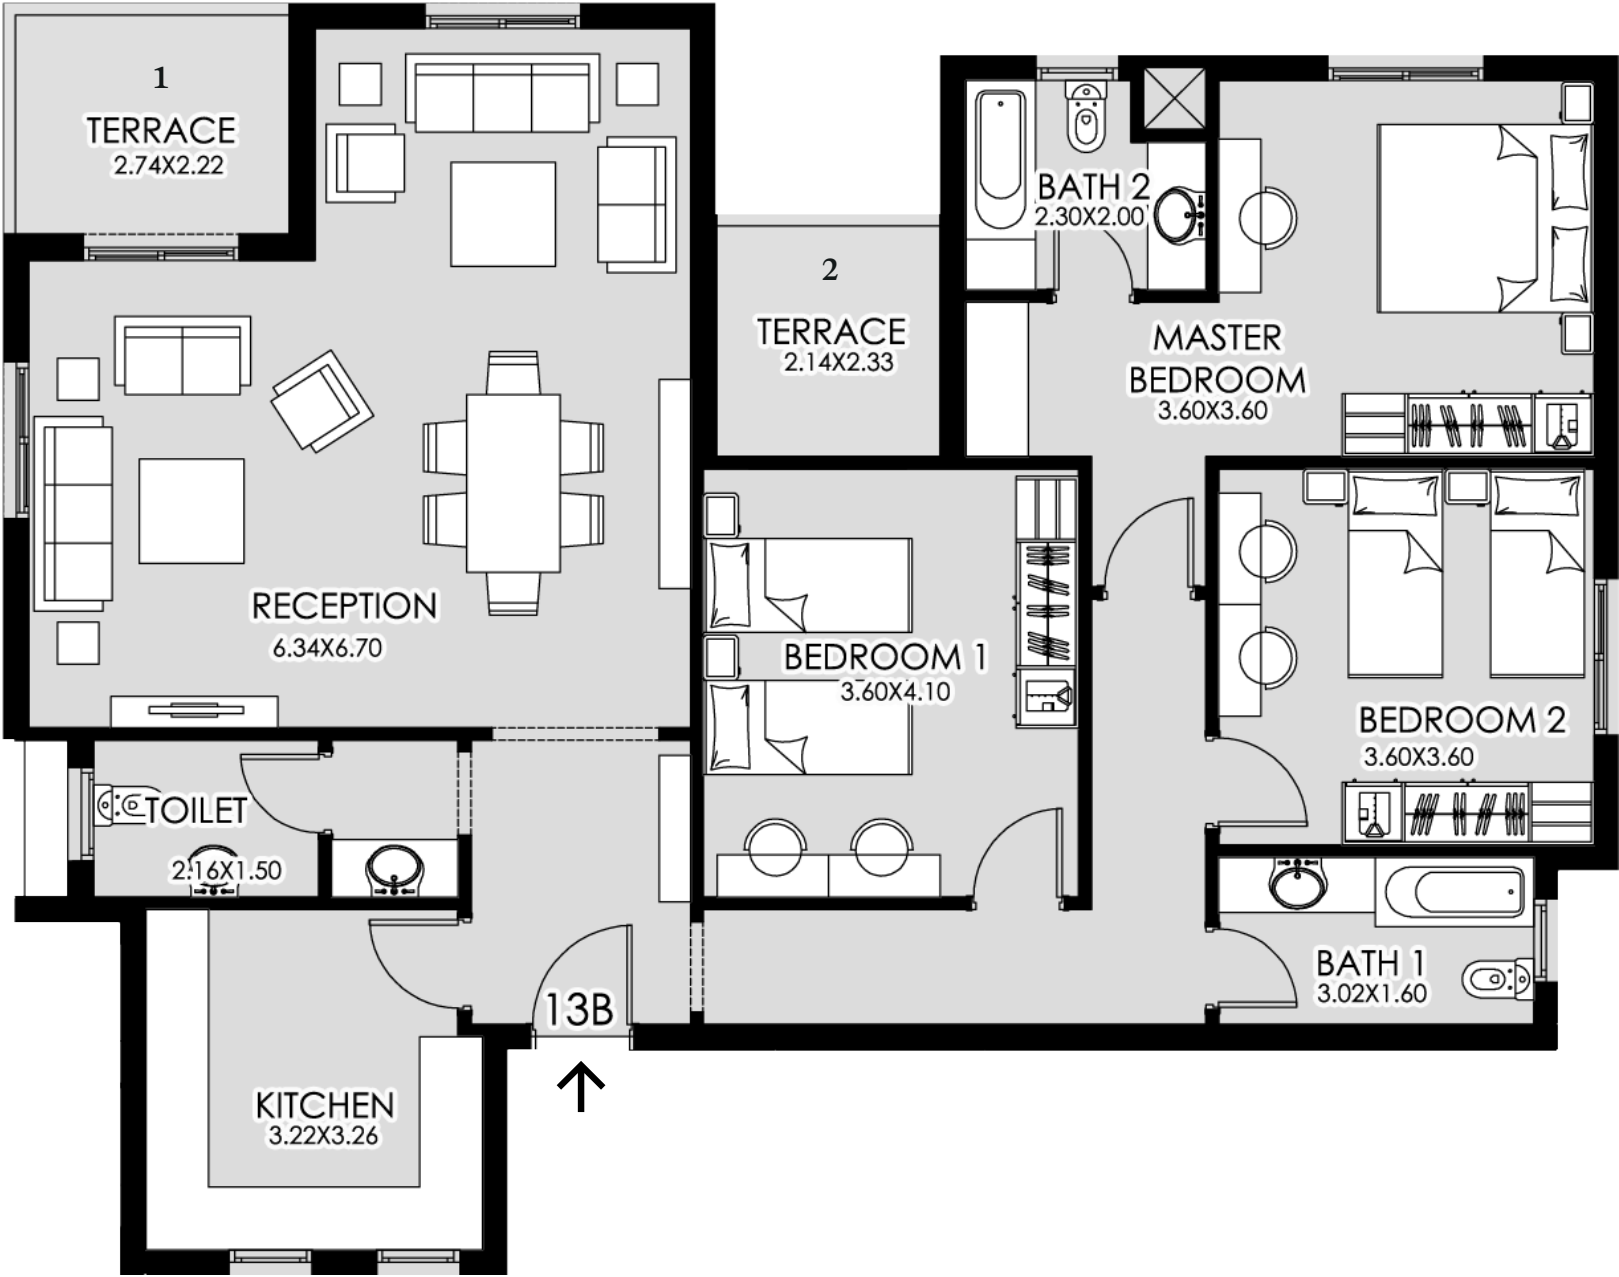 1
TERRACE
2.74X2.22
2
TERRACE
2.14X2.33
BATH 2
2.30X2.00
MASTER
BEDROOM
3.60X3.60
RECEPTION
6.34X6.70
BEDROOM 1
3.60X4.10
BEDROOM 2
3.60X3.60
TOILET
2.16X1.50
BATH 1
3.02X1.60
13B
KITCHEN
3.22X3.26